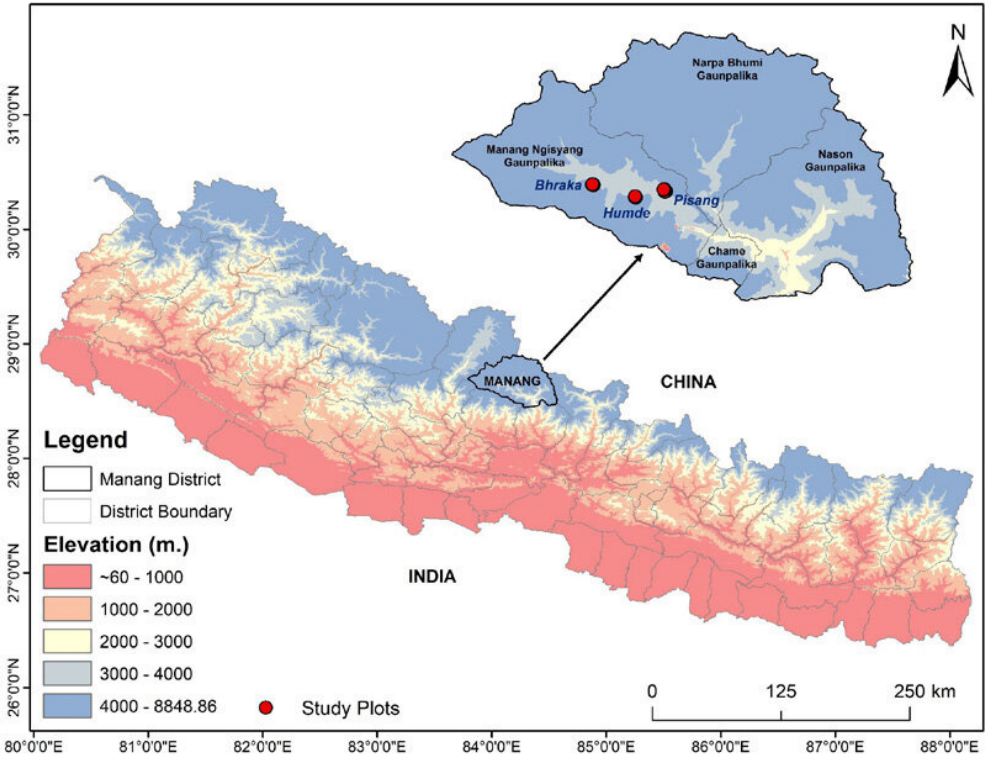 N
Narpa Bhumi
Gaunpalika
Manang Ngisyang
Gaunpalika
Nason
Gaunpalika
Bhraka
Humde
Pisang
Chame
Gaunpalika
MANANG
CHINA
INDIA
Legend
Manang District
District Boundary
Elevation (m.)
~60 - 1000
1000 - 2000
2000 - 3000
3000 - 4000
4000 - 8848.86
Study Plots
0 125 250 km
31°0'0"N
30°0'0"N
29°0'0"N
28°0'0"N
27°0'0"N
26°0'0"N
80°0'0"E 81°0'0"E 82°0'0"E 83°0'0"E 84°0'0"E 85°0'0"E 86°0'0"E 87°0'0"E 88°0'0"E